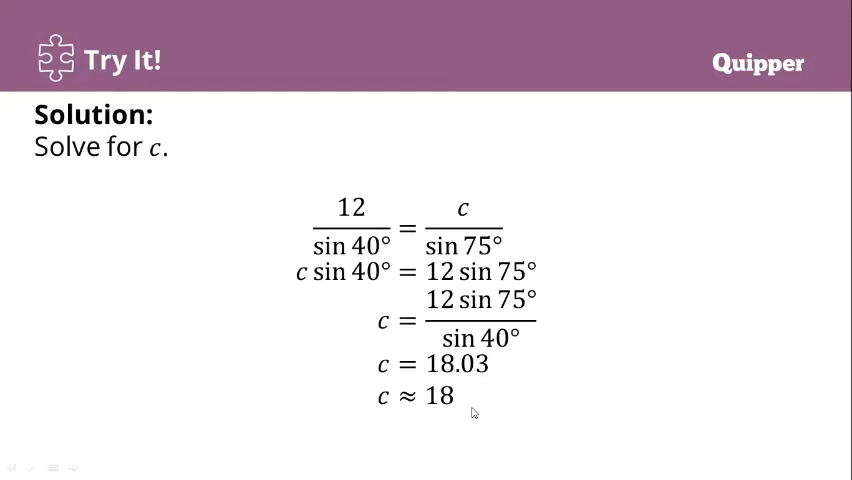 Try It!
Quipper
Solution:
Solve for c.
12 / sin 40° = c / sin 75°
c sin 40° = 12 sin 75°
c = 12 sin 75° / sin 40°
c = 18.03
c ≈ 18